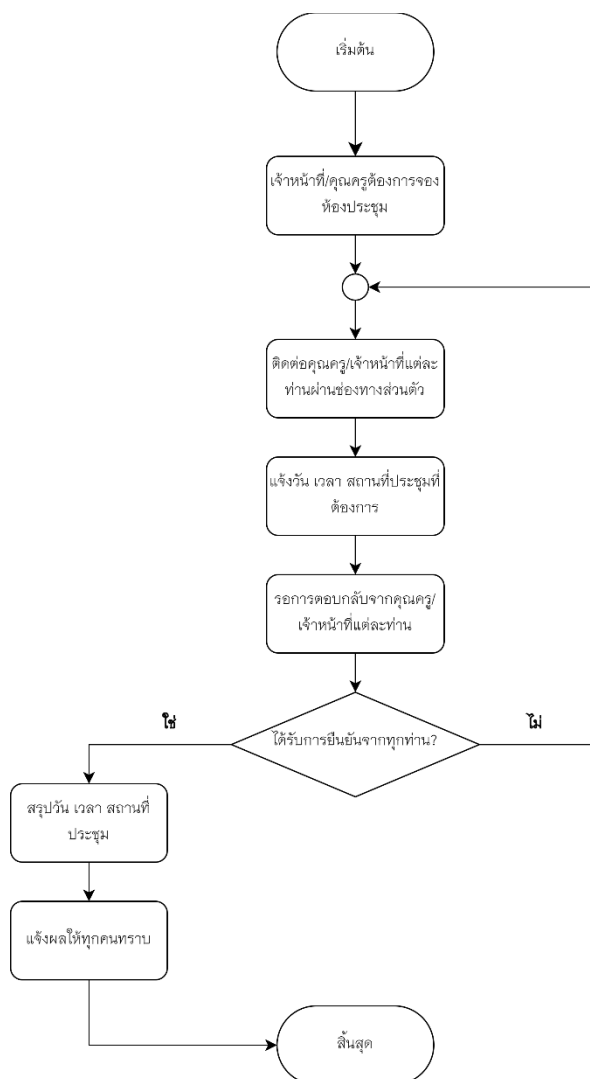 เริ่มต้น
เจ้าหน้าที่/คุณครูต้องการจอง
ห้องประชุม
ติดต่อคุณครู/เจ้าหน้าที่แต่ละ
ท่านผ่านช่องทางส่วนตัว
แจ้งวัน เวลา สถานที่ประชุมที่
ต้องการ
รอการตอบกลับจากคุณครู/
เจ้าหน้าที่แต่ละท่าน
ใช่
ได้รับการยืนยันจากทุกท่าน?
ไม่
สรุปวัน เวลา สถานที่
ประชุม
แจ้งผลให้ทุกคนทราบ
สิ้นสุด